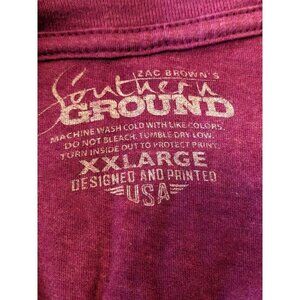 ZAC BROWN'S
Southern
GROUND
MACHINE WASH COLD WITH LIKE COLORS.
DO NOT BLEACH. TUMBLE DRY LOW.
TURN INSIDE OUT TO PROTECT PRINT.
XXLARGE
DESIGNED AND PRINTED
USA